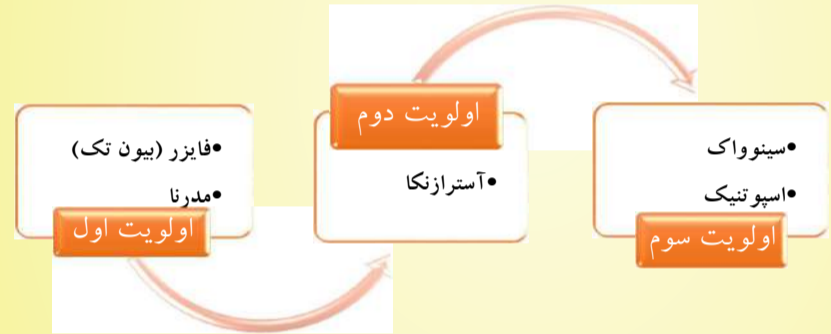 •فایزر (بیون تک)
•مدرنا
اولویت اول
اولویت دوم
•آسترازنکا
•سینوواک
•اسپوتنیک
اولویت سوم